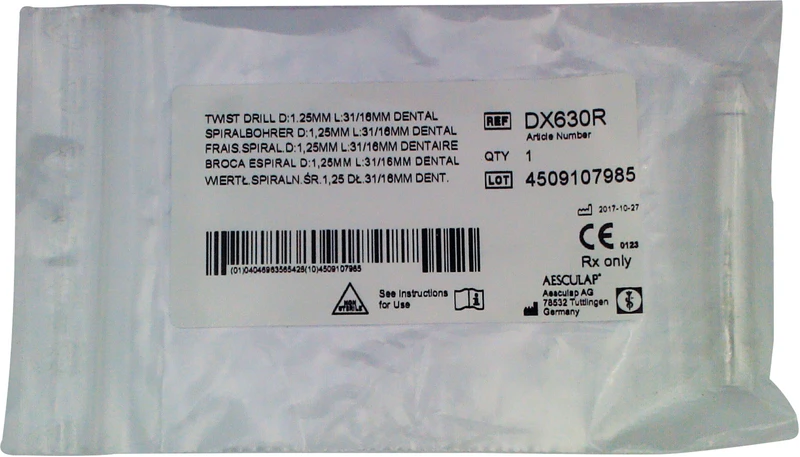 TWIST DRILL D:1.25MM L:31/16MM DENTAL
SPIRALBOHRER D:1,25MM L:31/16MM DENTAL
FRAIS.SPIRAL.D:1,25MM L:31/16MM DENTAIRE
BROCA ESPIRAL D:1,25MM L:31/16MM DENTAL
WIERTŁ.SPIRALN.ŚR.1,25 DŁ.31/16MM DENT.
REF DX630R
Article Number
QTY 1
LOT 4509107985
2017-10-27
CE 0123
Rx only
(01)04046963565425(10)4509107985
NON STERILE
See Instructions
for Use
AESCULAP®
Aesculap AG
78532 Tuttlingen
Germany